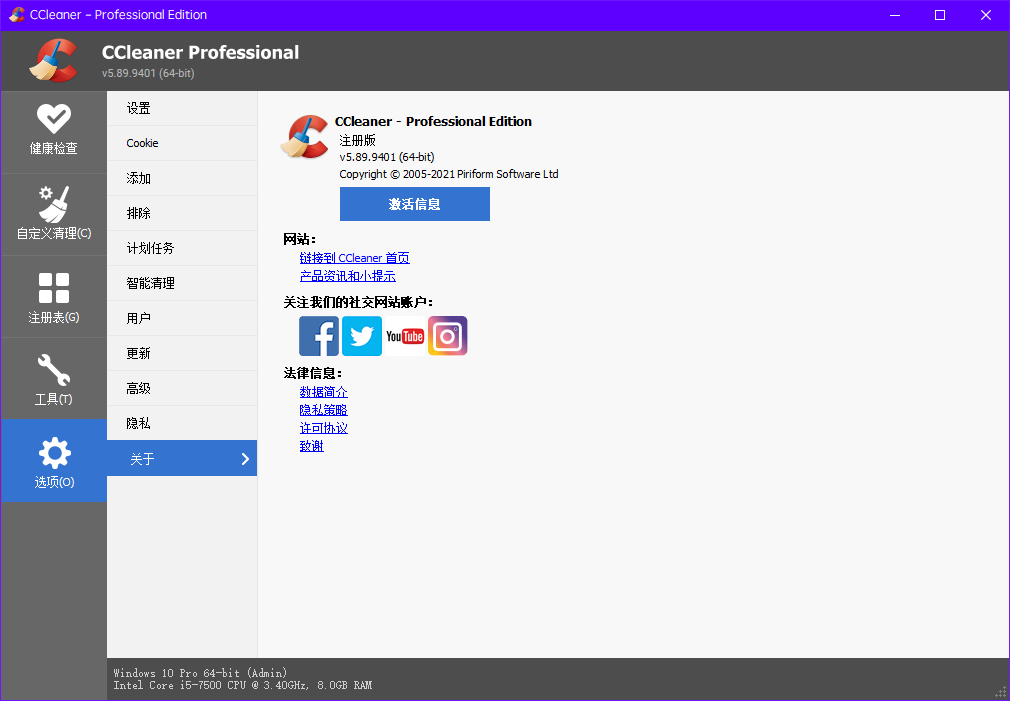 CCleaner – Professional Edition
CCleaner Professional
v5.89.9401 (64-bit)
健康检查
自定义清理(C)
注册表(G)
工具(T)
选项(O)
设置
Cookie
添加
排除
计划任务
智能清理
用户
更新
高级
隐私
关于
CCleaner - Professional Edition
注册版
v5.89.9401 (64-bit)
Copyright © 2005-2021 Piriform Software Ltd
激活信息
网站：
链接到 CCleaner 首页
产品资讯和小提示
关注我们的社交网站账户：
You Tube
法律信息：
数据简介
隐私策略
许可协议
致谢
Windows 10 Pro 64-bit (Admin)
Intel Core i5-7500 CPU @ 3.40GHz, 8.0GB RAM